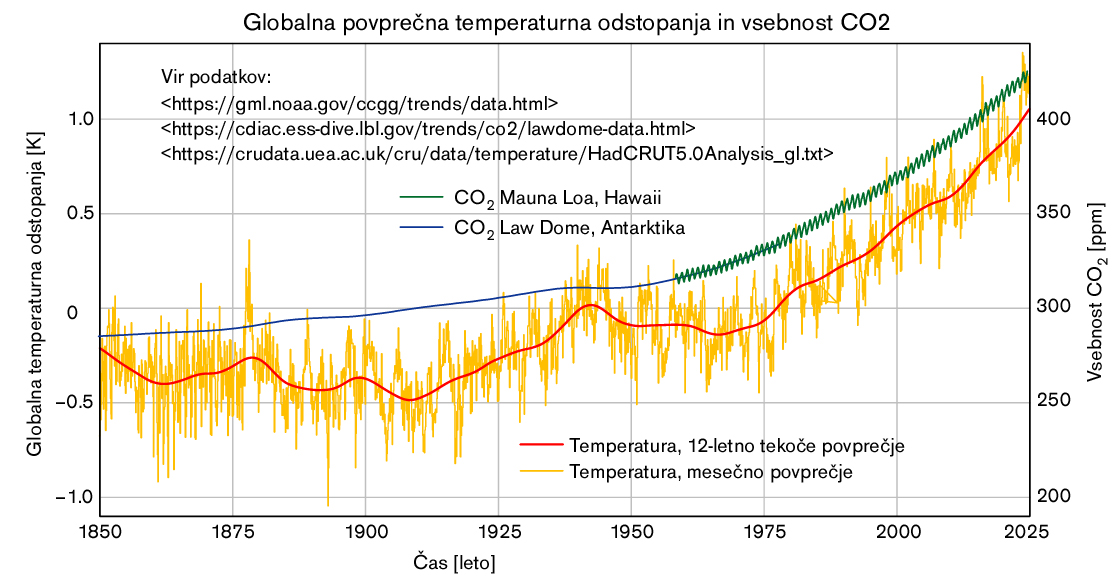 Globalna povprečna temperaturna odstopanja in vsebnost CO2
Vir podatkov:
<https://gml.noaa.gov/ccgg/trends/data.html>
<https://cdiac.ess-dive.lbl.gov/trends/co2/lawdome-data.html>
<https://crudata.uea.ac.uk/cru/data/temperature/HadCRUT5.0Analysis_gl.txt>
CO2 Mauna Loa, Hawaii
CO2 Law Dome, Antarktika
Temperatura, 12-letno tekoče povprečje
Temperatura, mesečno povprečje
Globalna temperaturna odstopanja [K]
1.0
0.5
0
−0.5
−1.0
Vsebnost CO2 [ppm]
400
350
300
250
200
1850 1875 1900 1925 1950 1975 2000 2025
Čas [leto]